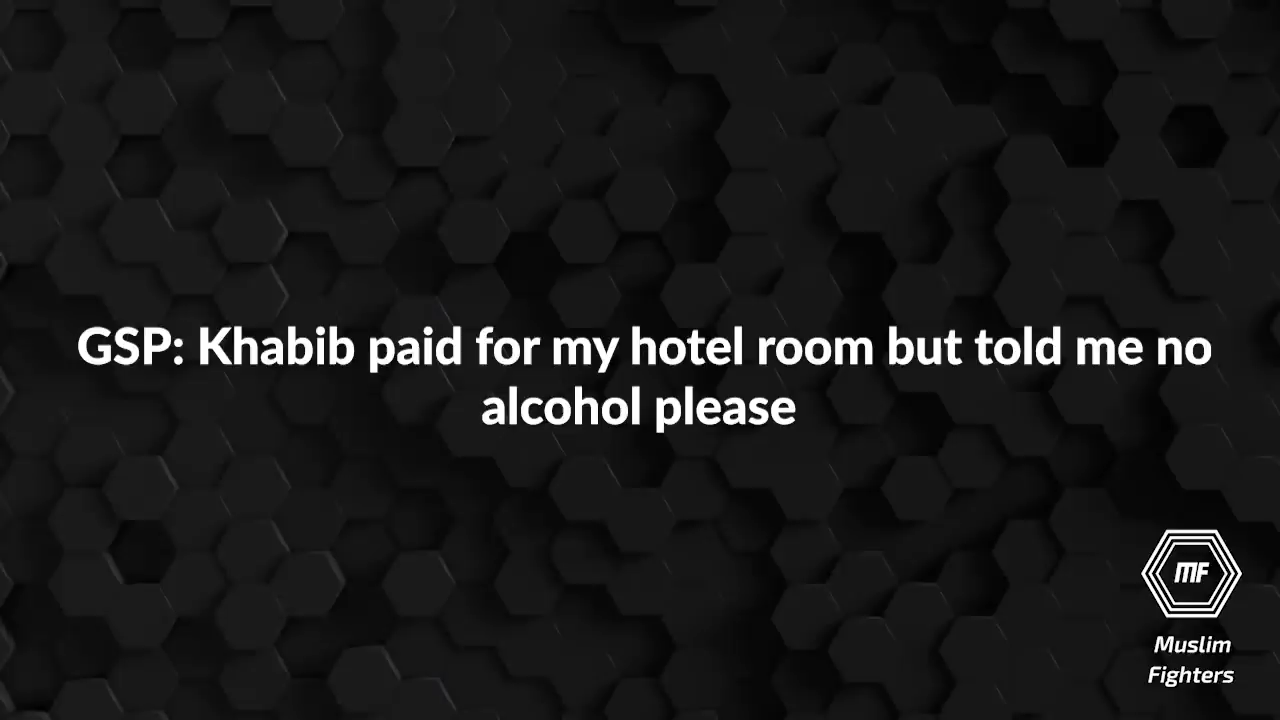 GSP: Khabib paid for my hotel room but told me no
alcohol please
MF
Muslim
Fighters